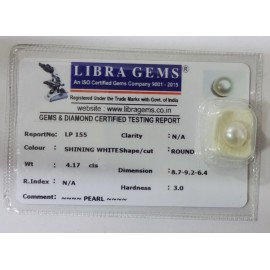 LIBRA GEMS®
An ISO Certified Gems Company 9001 - 2015
Registered Under the Trade Marks with Govt. of India
website : www.libragems.co.in
GEMS & DIAMOND CERTIFIED TESTING REPORT
ReportNo: LP 155 Clarity : N/A
Colour : SHINING WHITE Shape/cut : ROUND
Wt : 4.17 cts Dimension : 8.7-9.2-6.4
R.Index : N/A Hardness : 3.0
Comments : ---- PEARL ----